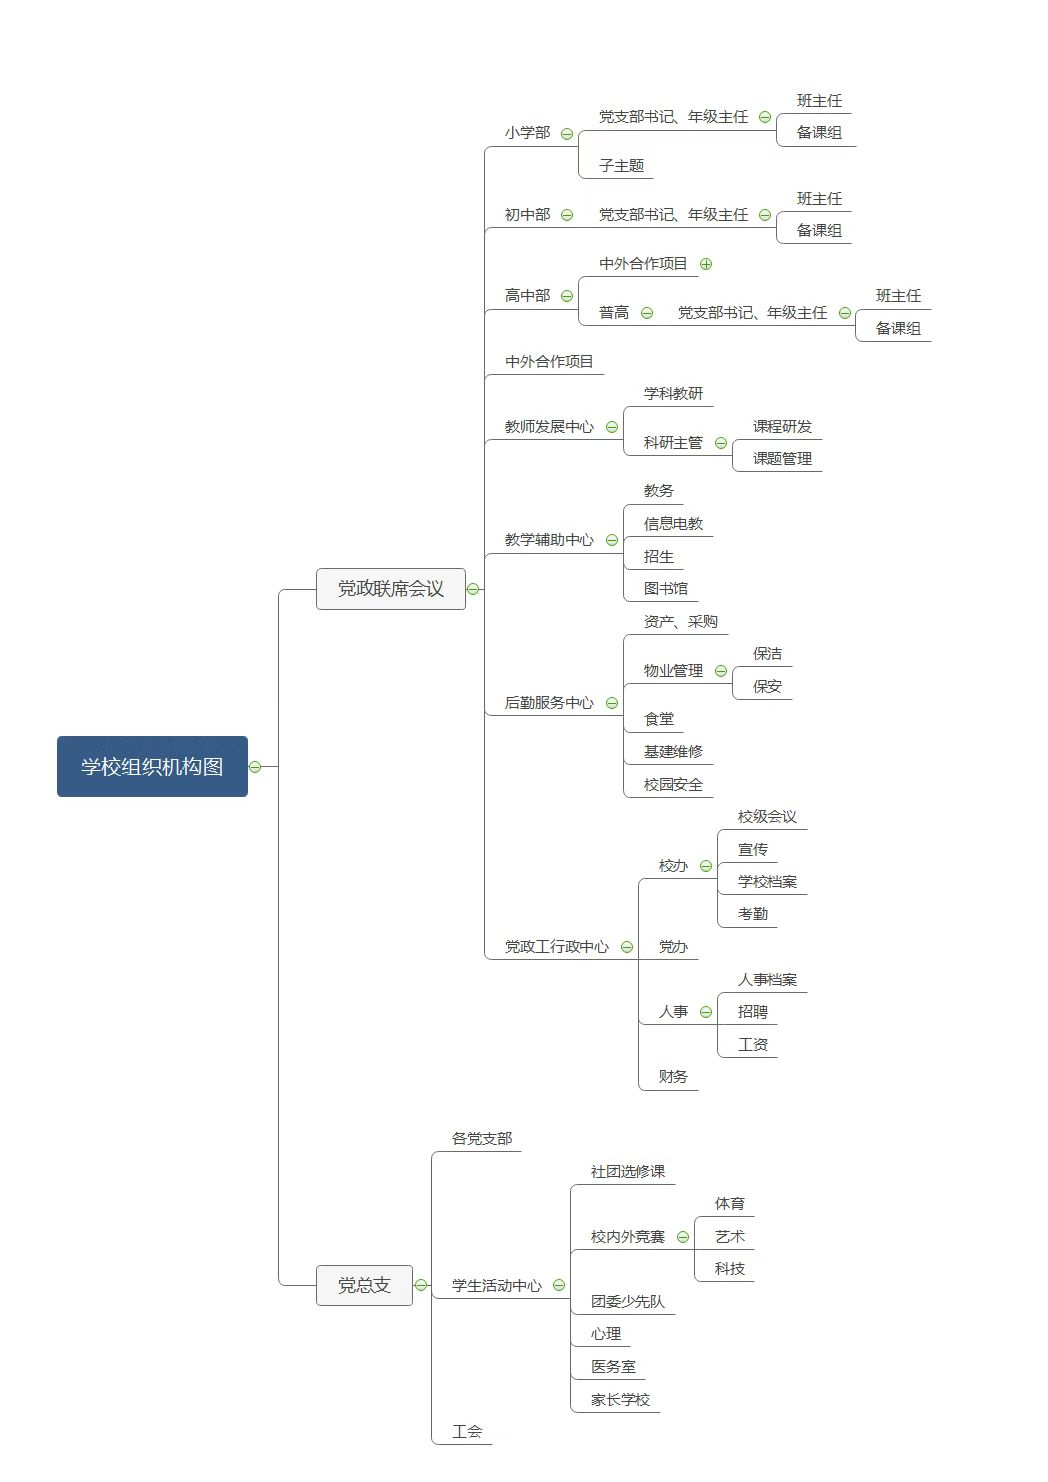 班主任
党支部书记、年级主任
备课组
小学部
子主题
班主任
初中部 党支部书记、年级主任
备课组
中外合作项目
高中部
班主任
普高 党支部书记、年级主任
备课组
中外合作项目
学科教研
教师发展中心
课程研发
科研主管
课题管理
教务
信息电教
教学辅助中心
招生
图书馆
党政联席会议
资产、采购
保洁
物业管理
保安
后勤服务中心
食堂
基建维修
学校组织机构图
校园安全
校级会议
宣传
校办
学校档案
考勤
党政工行政中心
党办
人事档案
人事
招聘
工资
财务
各党支部
社团选修课
体育
校内外竞赛
艺术
科技
党总支
学生活动中心
团委少先队
心理
医务室
家长学校
工会